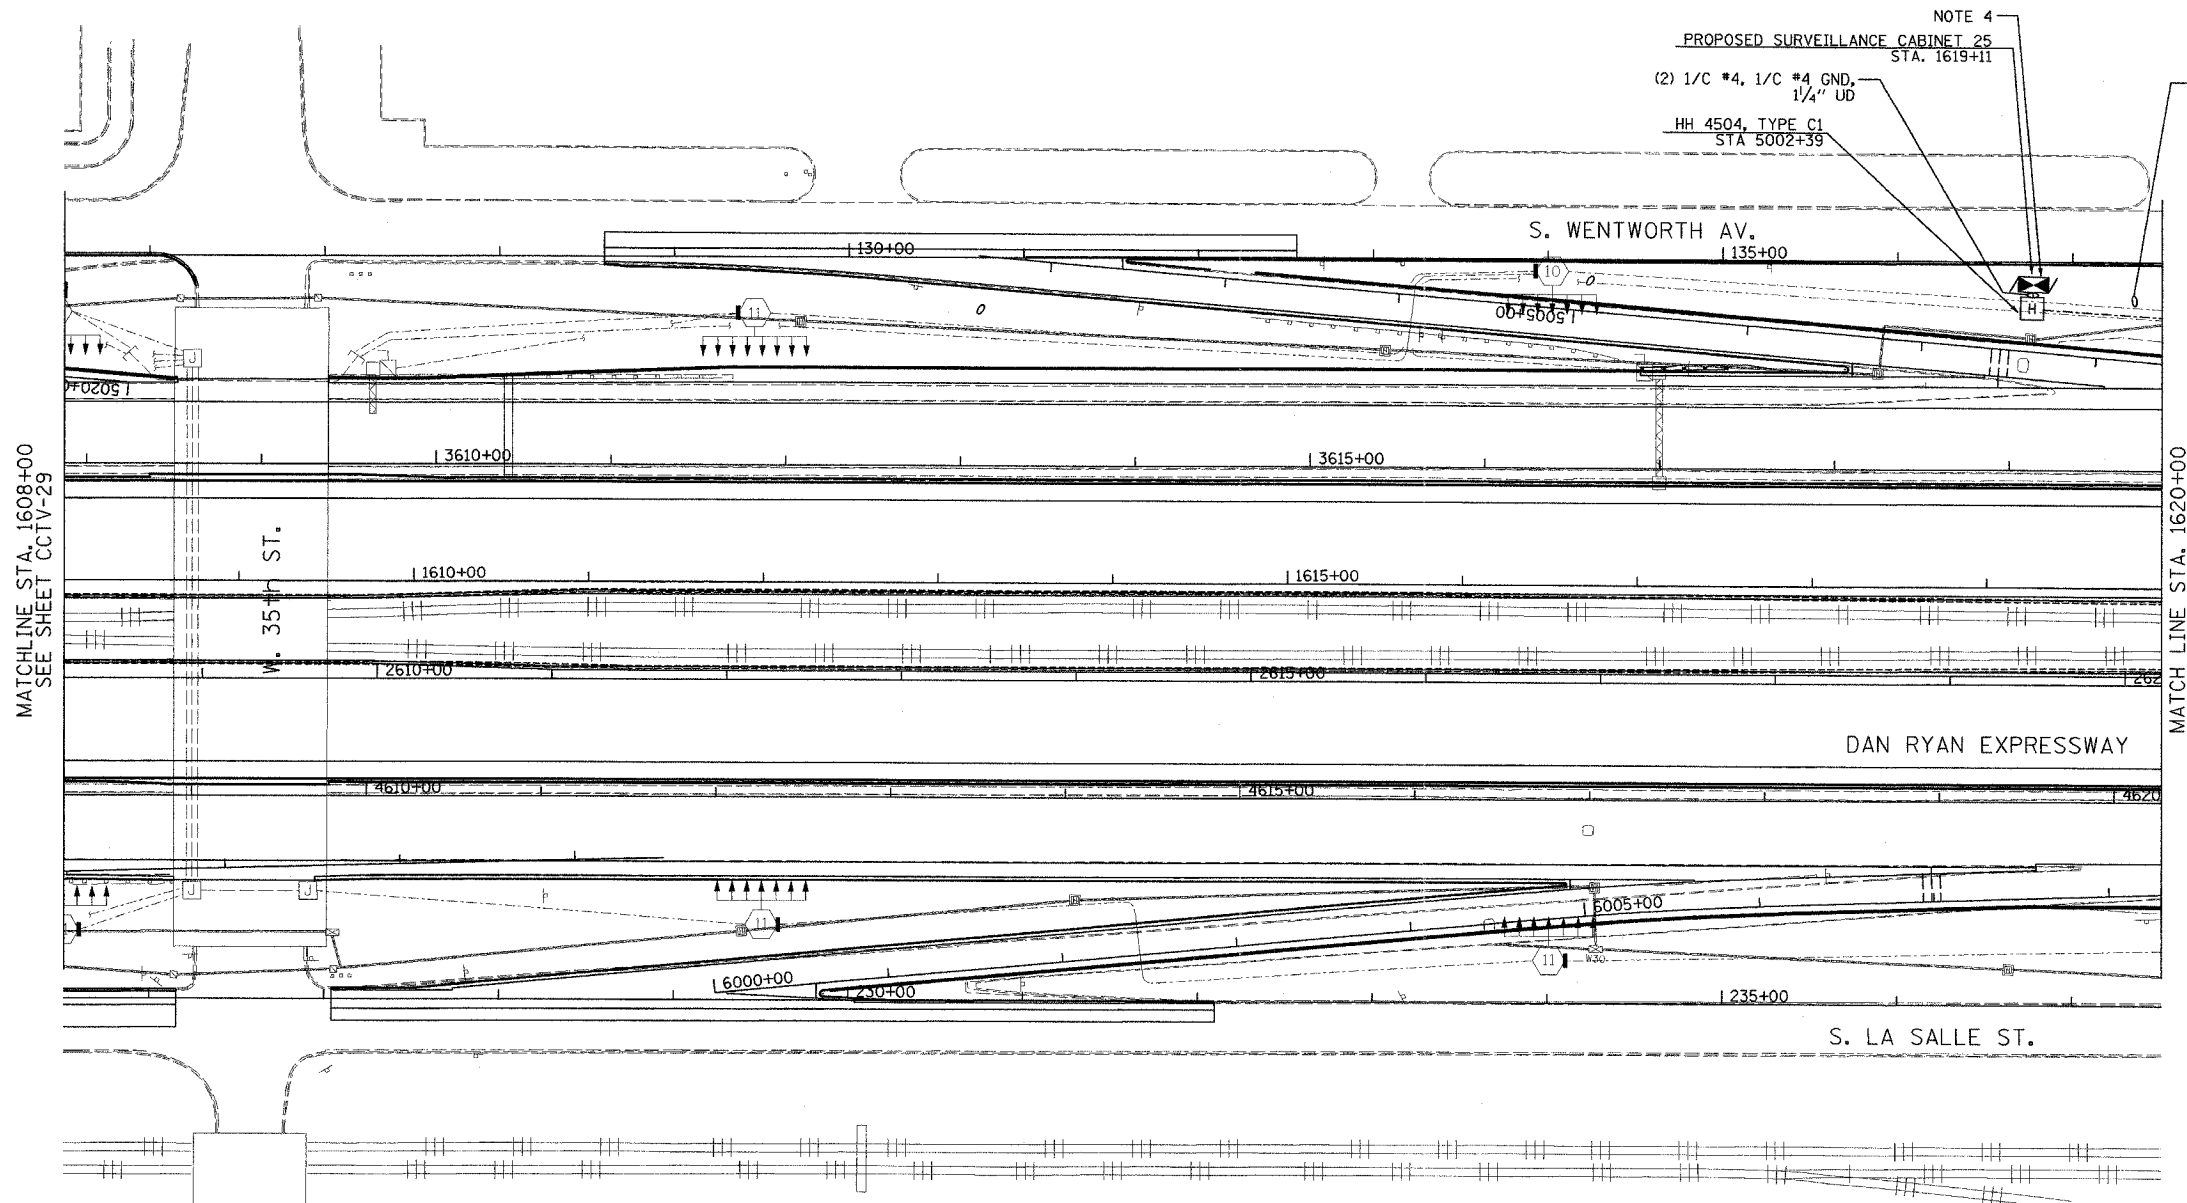 NOTE 4
PROPOSED SURVEILLANCE CABINET 25
STA. 1619+11
(2) 1/C #4, 1/C #4 GND,
1 1/4" UD
HH 4504, TYPE C1
STA 5002+39
S. WENTWORTH AV.
130+00
135+00
10
5005+00
11
H
J
5020+0
MATCHLINE STA. 1608+00
SEE SHEET CCTV-29
3610+00
3615+00
MATCH LINE STA. 1620+00
W. 35th ST.
1610+00
1615+00
2610+00
2615+00
262
DAN RYAN EXPRESSWAY
4610+00
4615+00
4620
J
J
11
6005+00
11
W30
6000+00
230+00
235+00
S. LA SALLE ST.